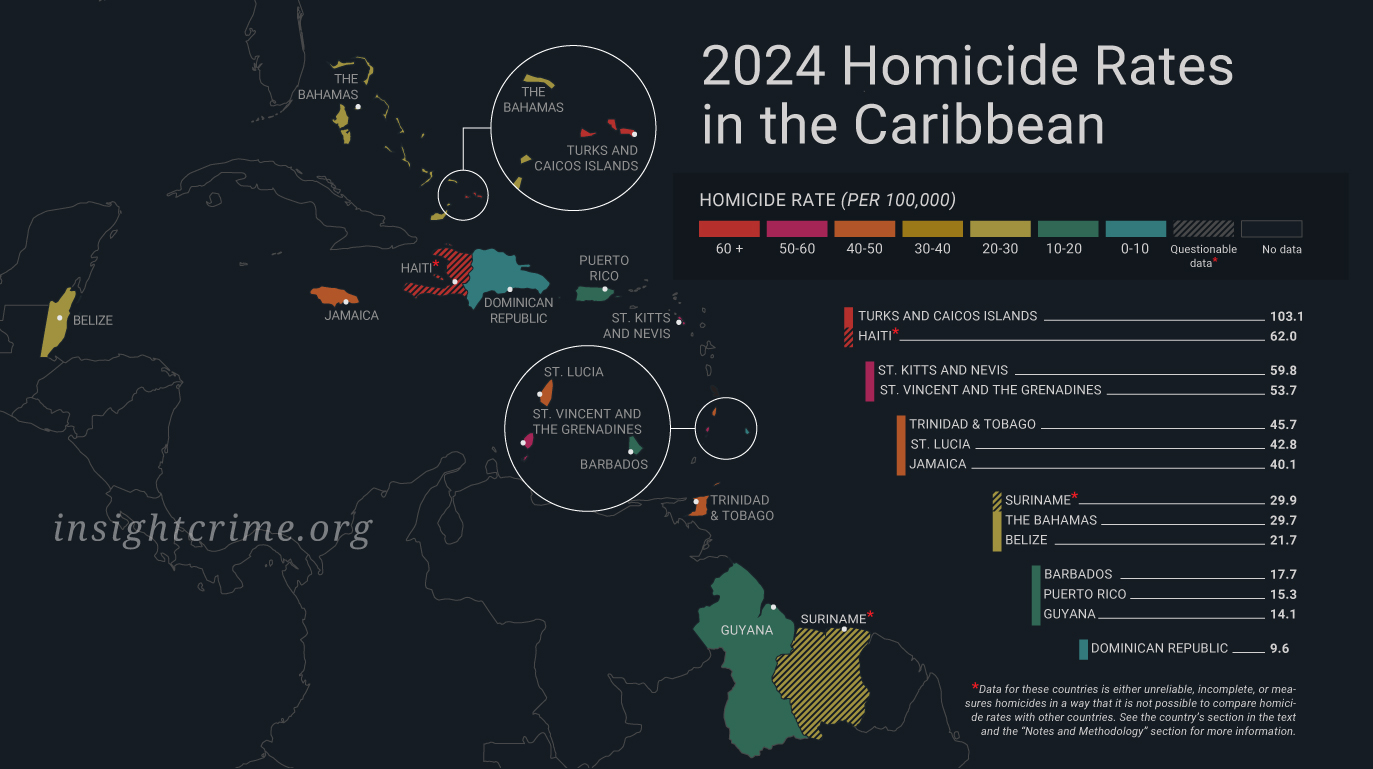 2024 Homicide Rates
in the Caribbean
HOMICIDE RATE (PER 100,000)
60 +
50-60
40-50
30-40
20-30
10-20
0-10
Questionable
data*
No data
THE
BAHAMAS
THE
BAHAMAS
TURKS AND
CAICOS ISLANDS
HAITI*
DOMINICAN
REPUBLIC
PUERTO
RICO
JAMAICA
BELIZE
ST. KITTS
AND NEVIS
ST. LUCIA
ST. VINCENT AND
THE GRENADINES
BARBADOS
TRINIDAD
& TOBAGO
GUYANA
SURINAME*
insightcrime.org
TURKS AND CAICOS ISLANDS 103.1
HAITI* 62.0
ST. KITTS AND NEVIS 59.8
ST. VINCENT AND THE GRENADINES 53.7
TRINIDAD & TOBAGO 45.7
ST. LUCIA 42.8
JAMAICA 40.1
SURINAME* 29.9
THE BAHAMAS 29.7
BELIZE 21.7
BARBADOS 17.7
PUERTO RICO 15.3
GUYANA 14.1
DOMINICAN REPUBLIC 9.6
*Data for these countries is either unreliable, incomplete, or mea-
sures homicides in a way that it is not possible to compare homici-
de rates with other countries. See the country's section in the text
and the “Notes and Methodology” section for more information.